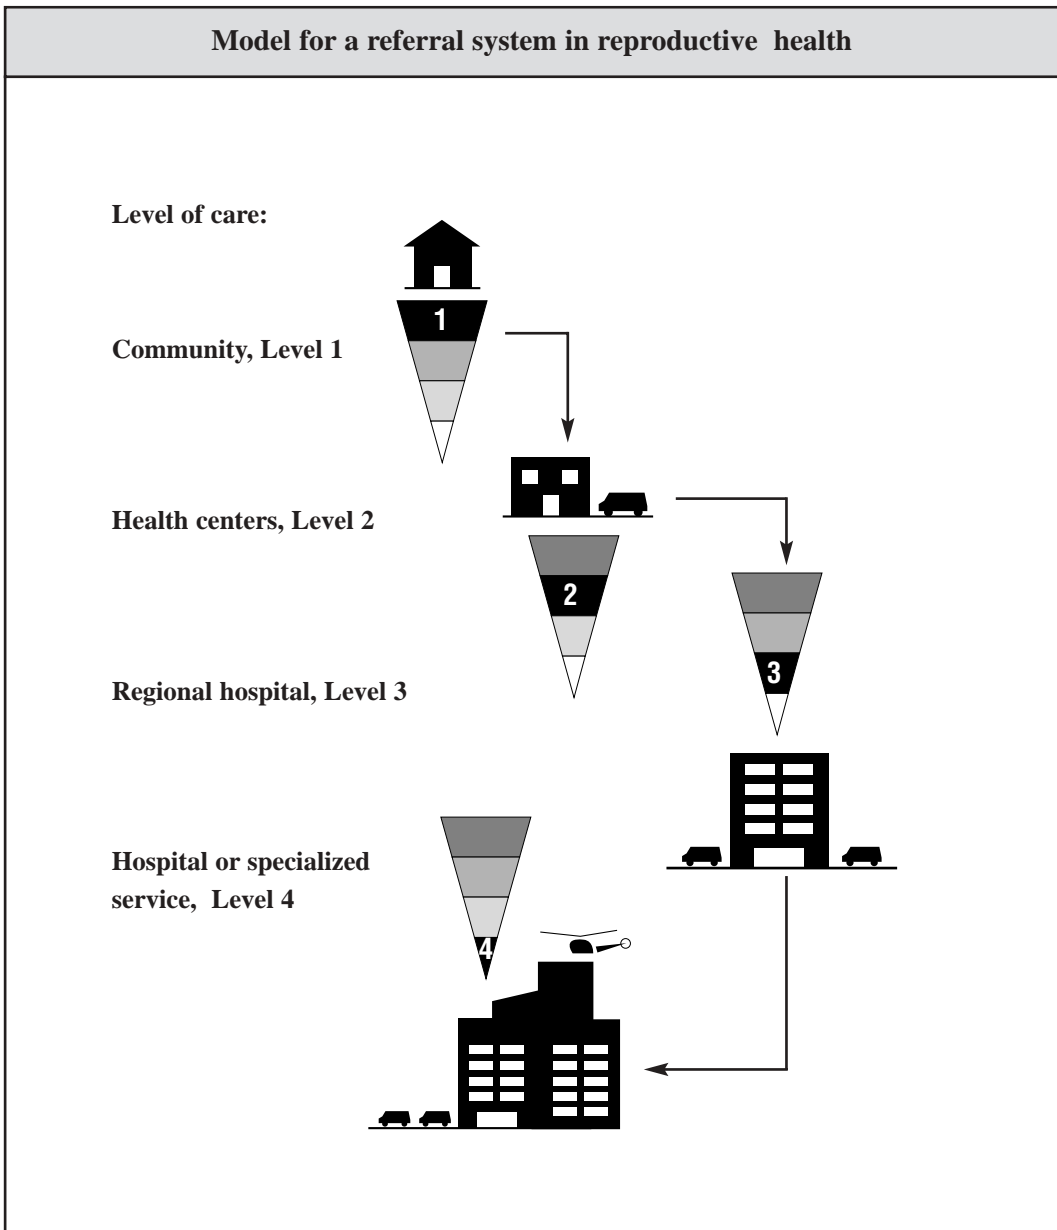 Model for a referral system in reproductive health
Level of care:
1
Community, Level 1
Health centers, Level 2
2
3
Regional hospital, Level 3
Hospital or specialized
service, Level 4
4